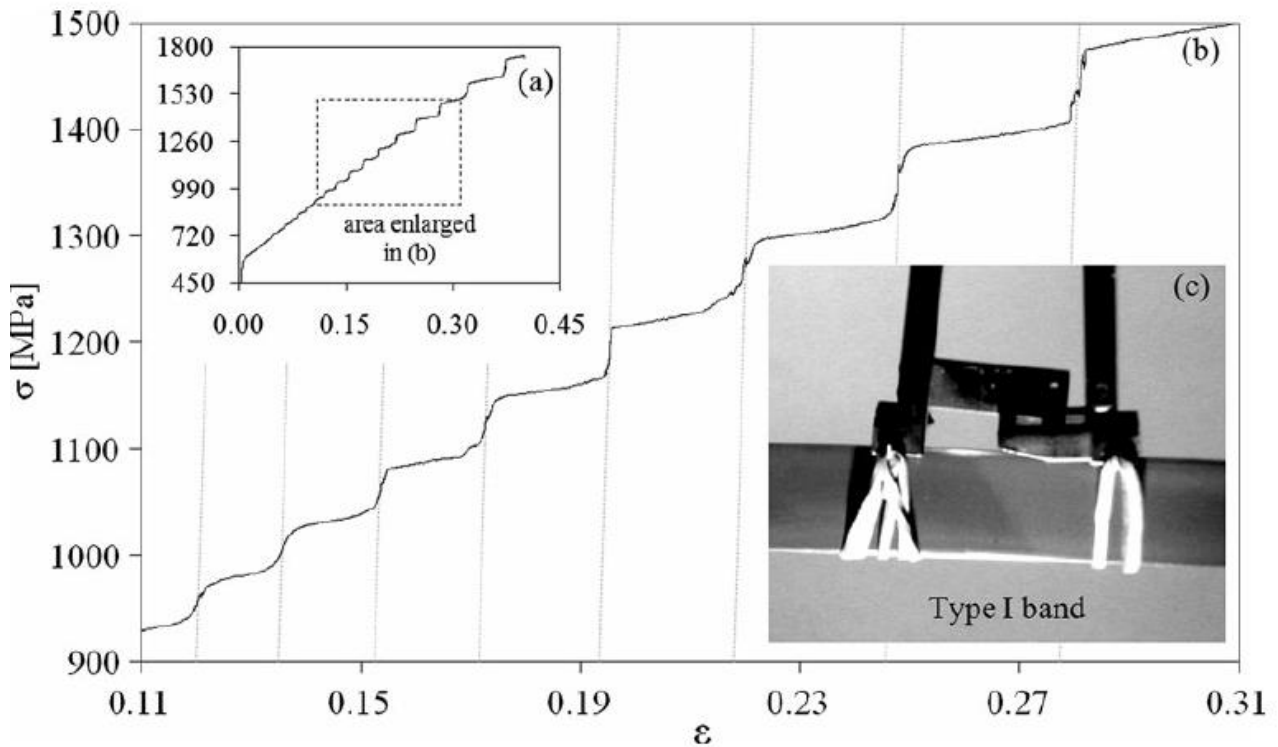 1500
1400
1300
1200
1100
1000
900
σ [MPa]
0.11
0.15
0.19
0.23
0.27
0.31
ε
(b)
1800
1530
1260
990
720
450
0.00
0.15
0.30
0.45
(a)
area enlarged
in (b)
(c)
Type I band